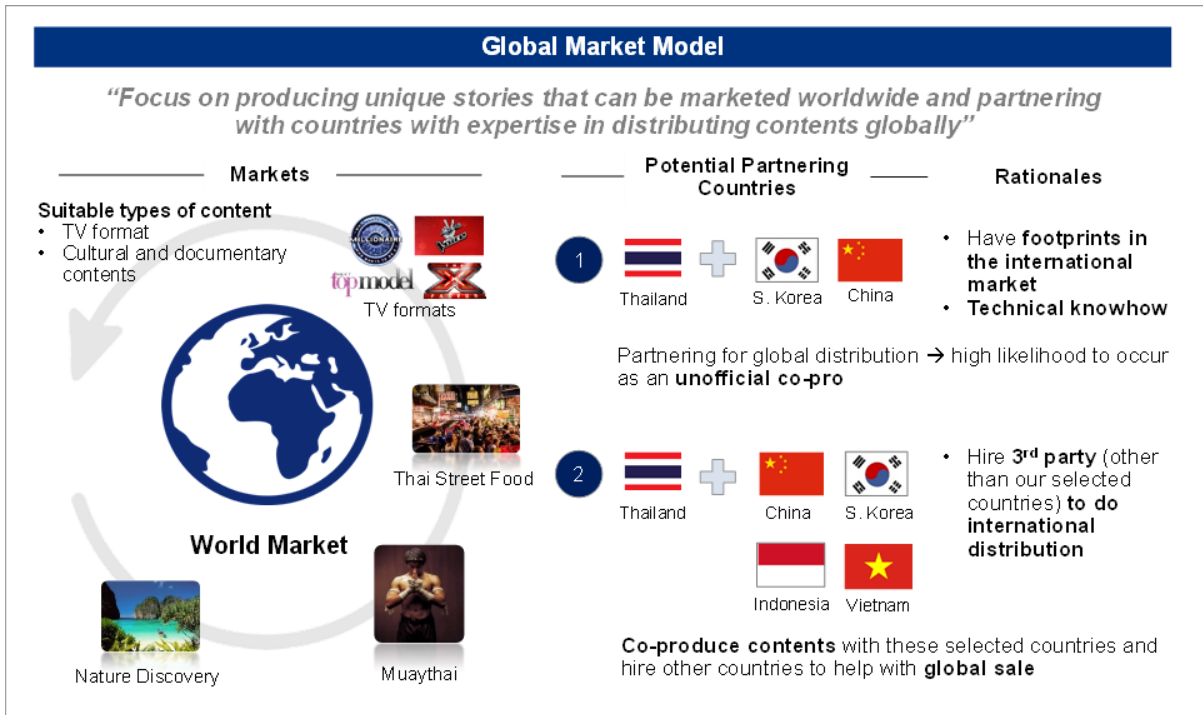 Global Market Model
“Focus on producing unique stories that can be marketed worldwide and partnering
with countries with expertise in distributing contents globally”
Markets
Suitable types of content
• TV format
• Cultural and documentary
contents
MILLIONAIRE
top model
X
TV formats
Thai Street Food
World Market
Nature Discovery
Muaythai
Potential Partnering
Countries
Rationales
1
Thailand
S. Korea
China
• Have footprints in
the international
market
• Technical knowhow
Partnering for global distribution → high likelihood to occur
as an unofficial co-pro
2
Thailand
China
S. Korea
Indonesia
Vietnam
• Hire 3rd party (other
than our selected
countries) to do
international
distribution
Co-produce contents with these selected countries and
hire other countries to help with global sale